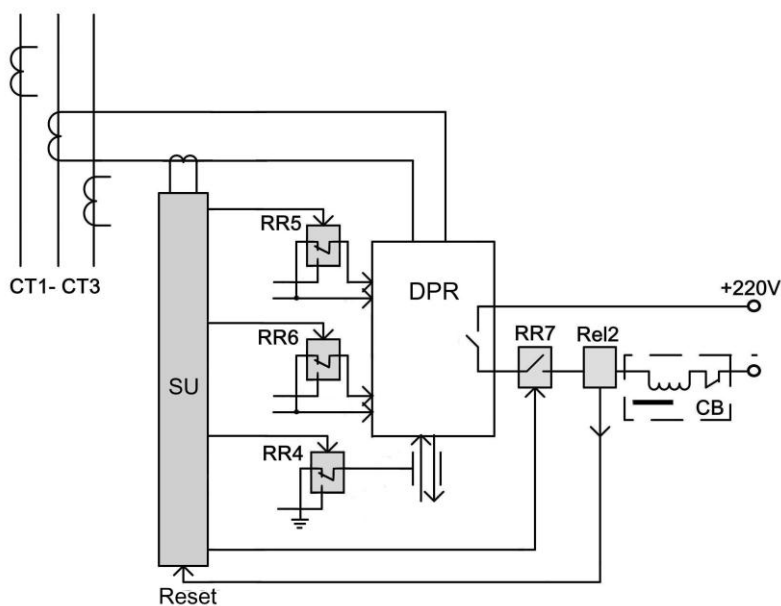 CT1- CT3
RR5
DPR
+220V
RR6
RR7
Rel2
-
SU
CB
RR4
Reset